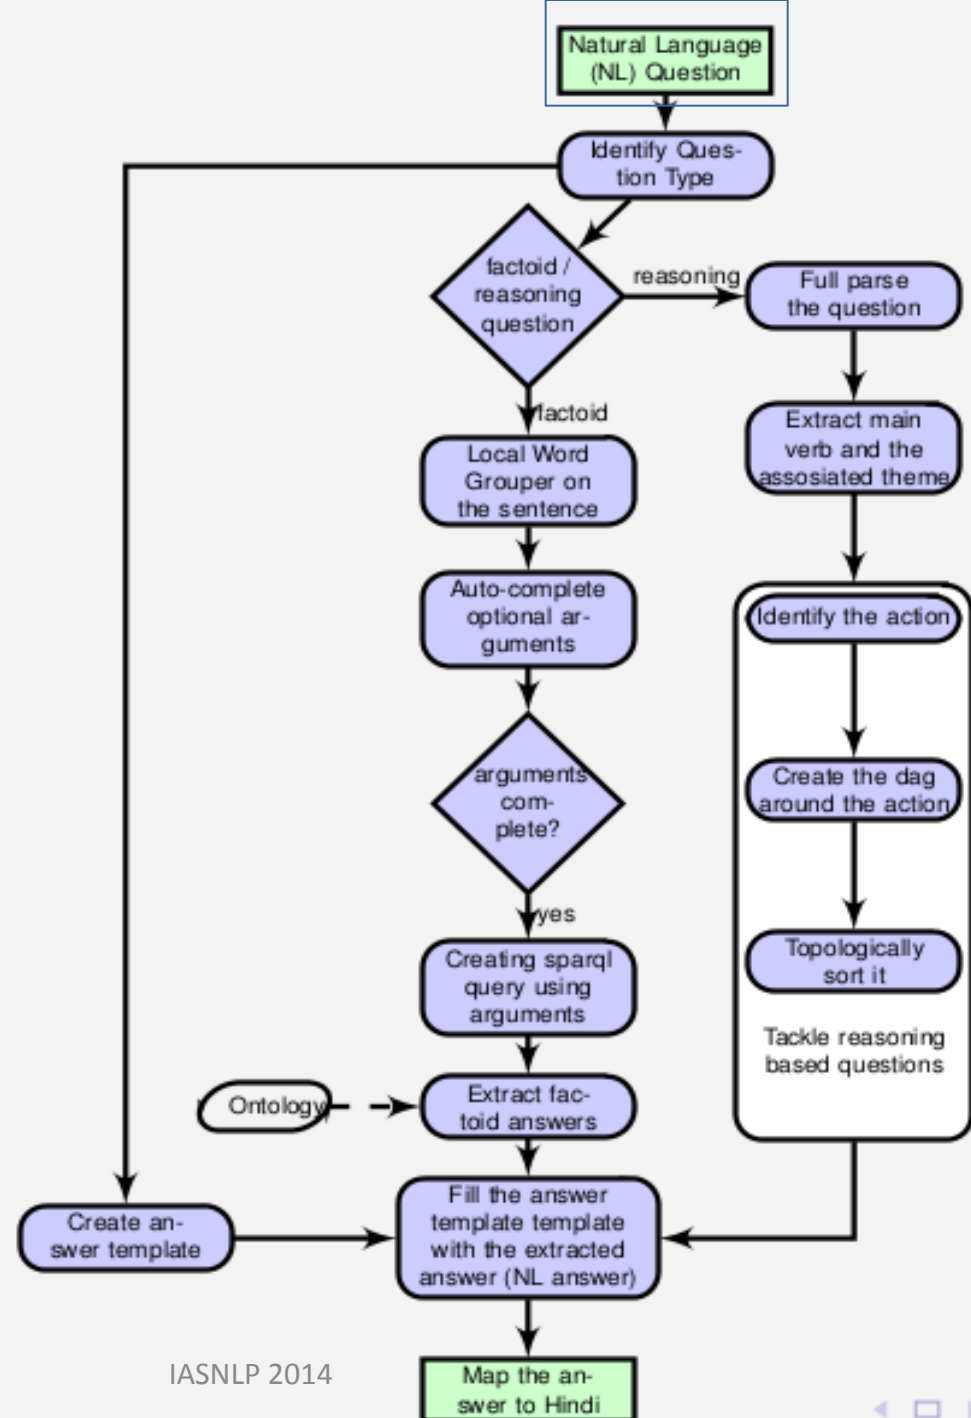 Natural Language
(NL) Question
Identify Ques-
tion Type
factoid /
reasoning
question
reasoning
Full parse
the question
factoid
Local Word
Grouper on
the sentence
Extract main
verb and the
assosiated theme
Auto-complete
optional ar-
guments
Identify the action
arguments
com-
plete?
Create the dag
around the action
yes
Creating sparql
query using
arguments
Topologically
sort it
Tackle reasoning
based questions
Ontology
Extract fac-
toid answers
Create an-
swer template
Fill the answer
template template
with the extracted
answer (NL answer)
IASNLP 2014
Map the an-
swer to Hindi